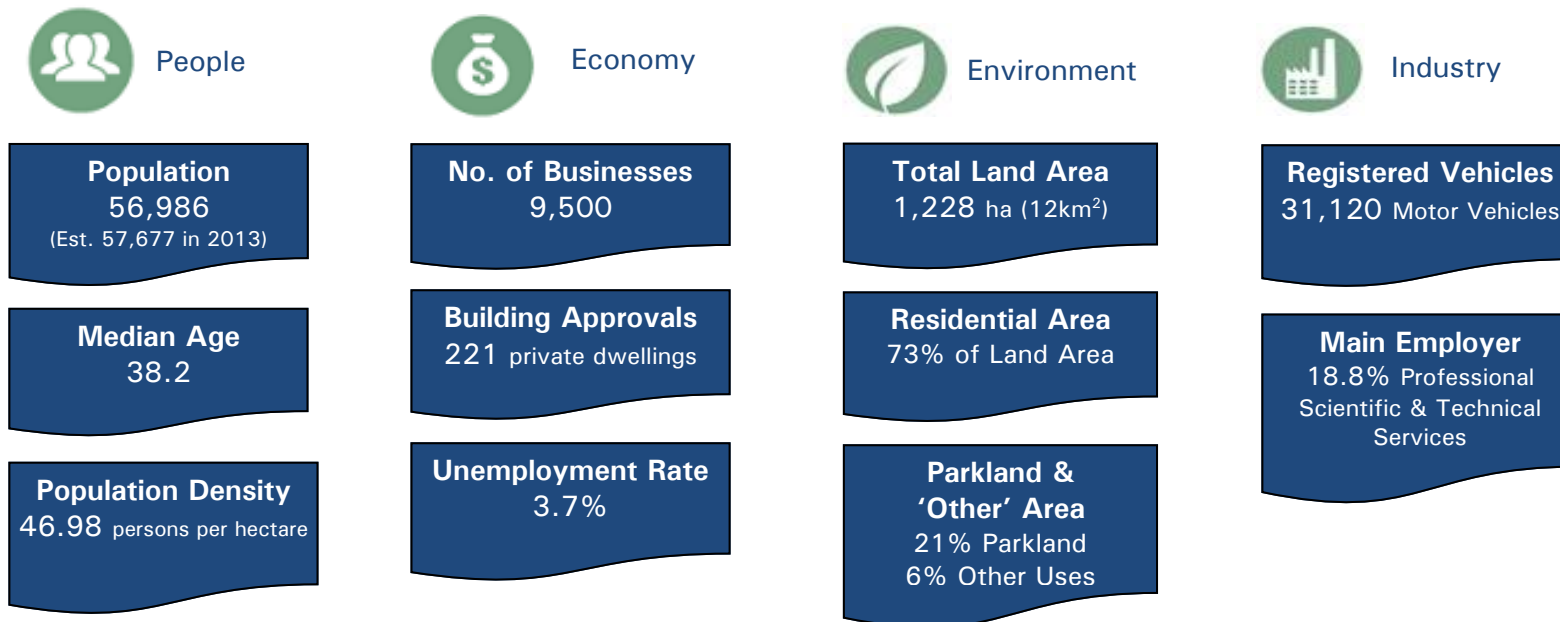 People
Population
56,986
(Est. 57,677 in 2013)
Median Age
38.2
Population Density
46.98 persons per hectare
Economy
$
No. of Businesses
9,500
Building Approvals
221 private dwellings
Unemployment Rate
3.7%
Environment
Total Land Area
1,228 ha (12km²)
Residential Area
73% of Land Area
Parkland &
‘Other’ Area
21% Parkland
6% Other Uses
Industry
Registered Vehicles
31,120 Motor Vehicles
Main Employer
18.8% Professional
Scientific & Technical
Services